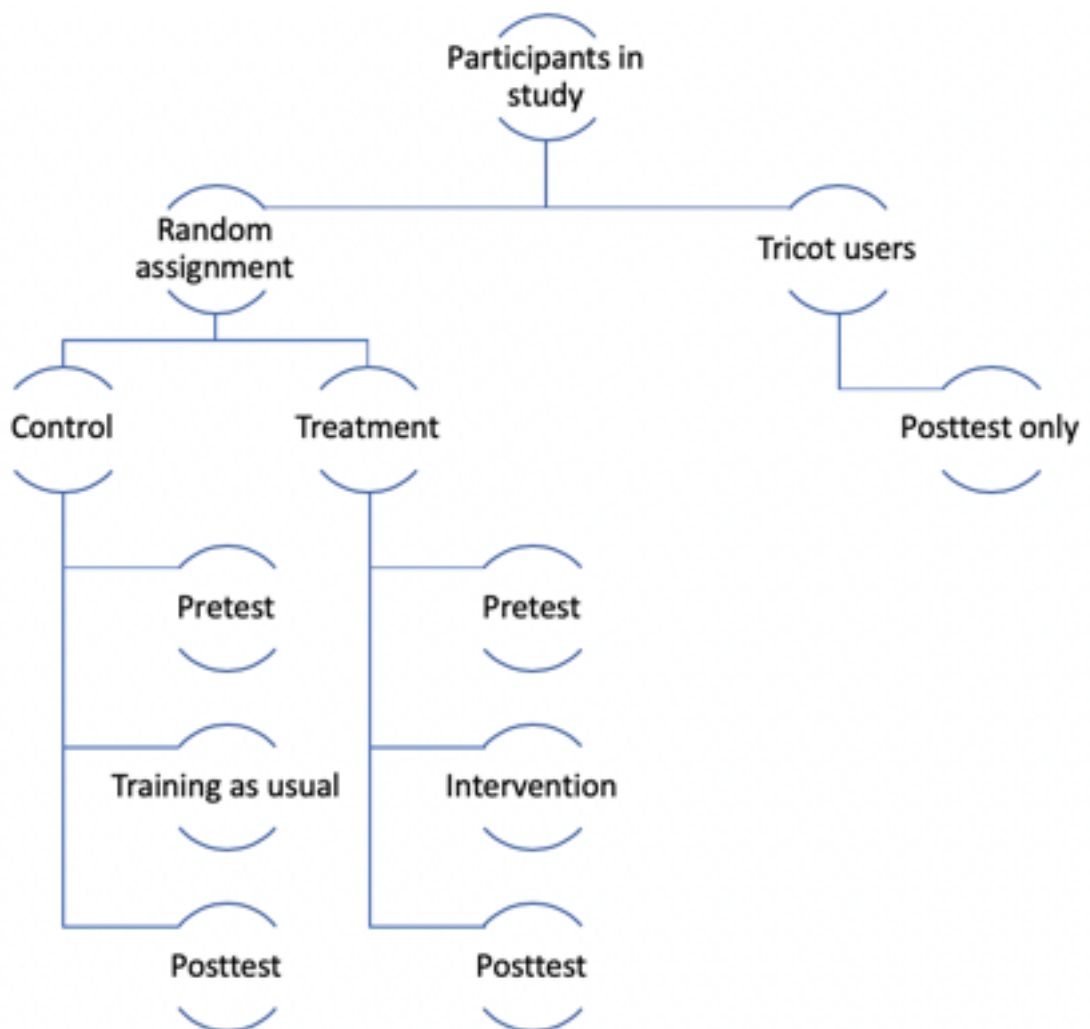 Participants in
study
Random
assignment
Tricot users
Control
Treatment
Posttest only
Pretest
Pretest
Training as usual
Intervention
Posttest
Posttest